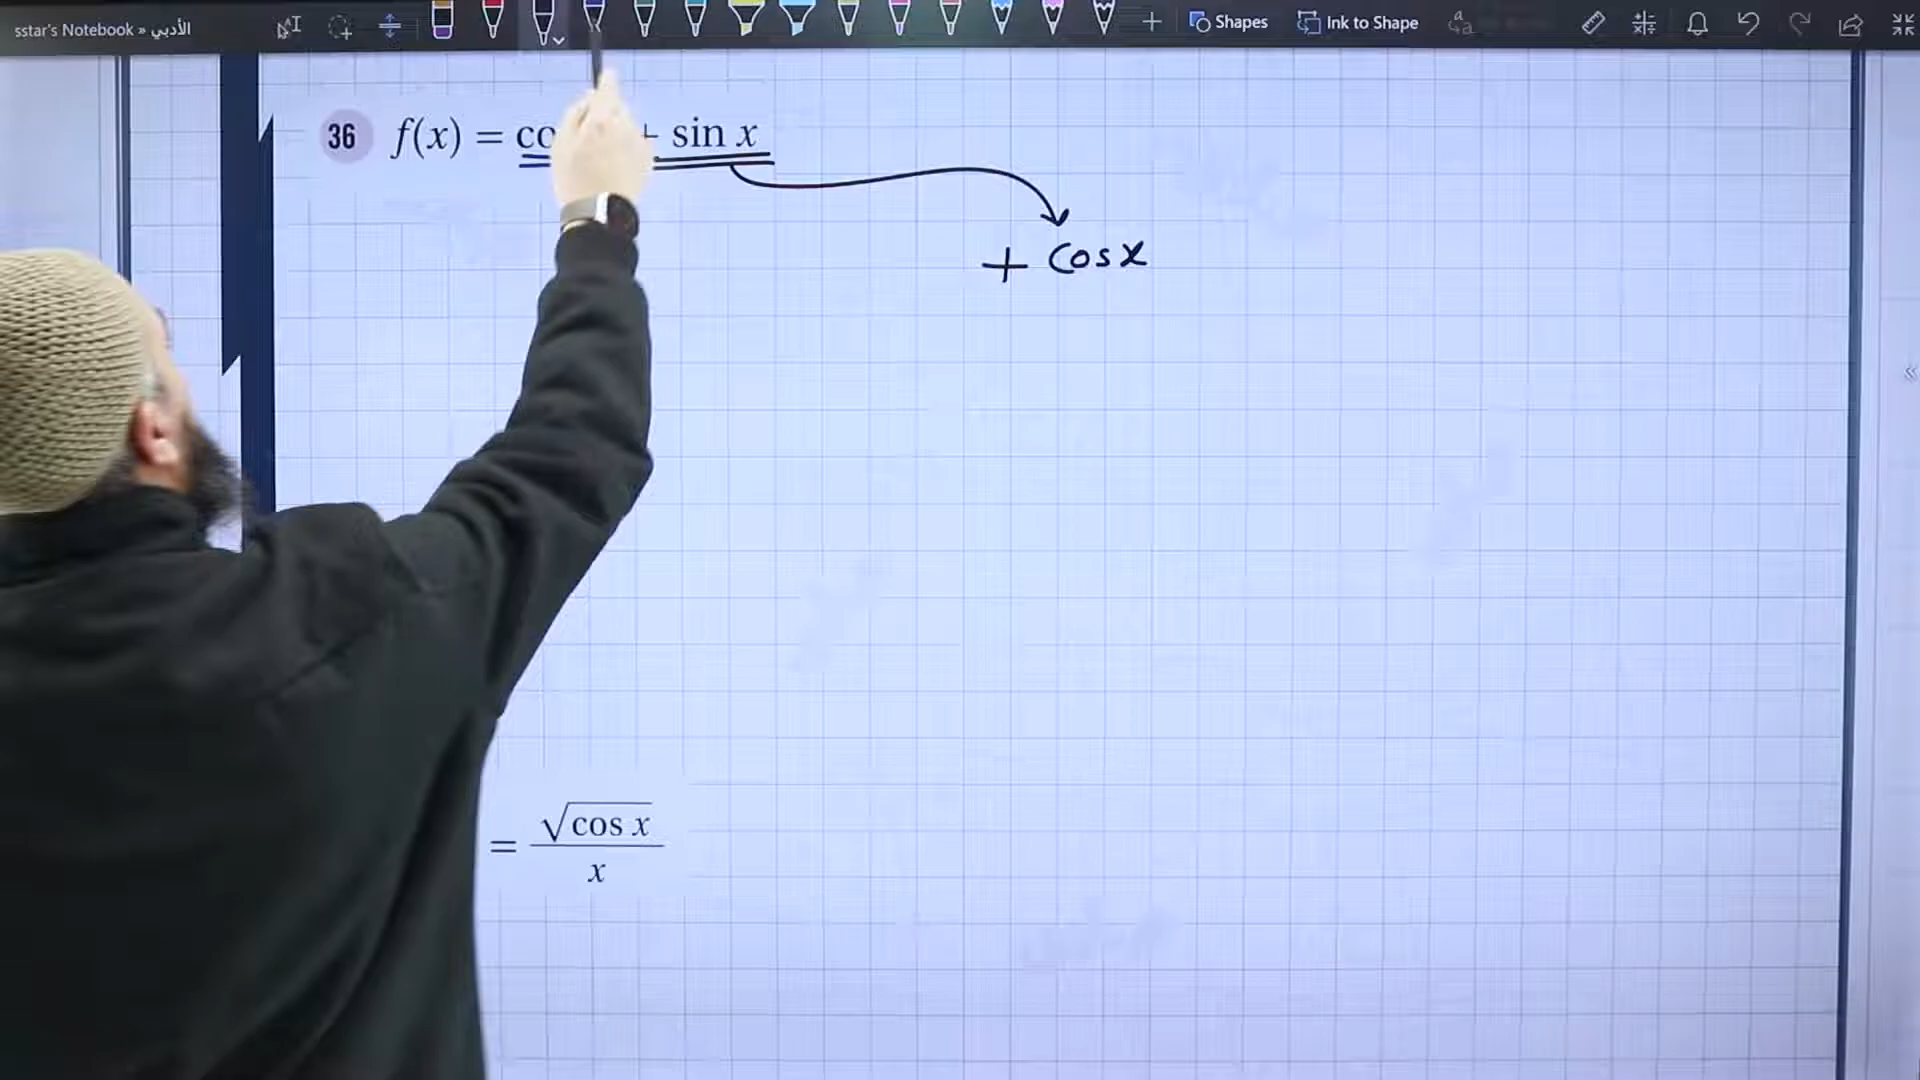 sstar's Notebook » الأدبي
Shapes
Ink to Shape
36 f(x) = co + sin x
+ cos x
= √cos x / x